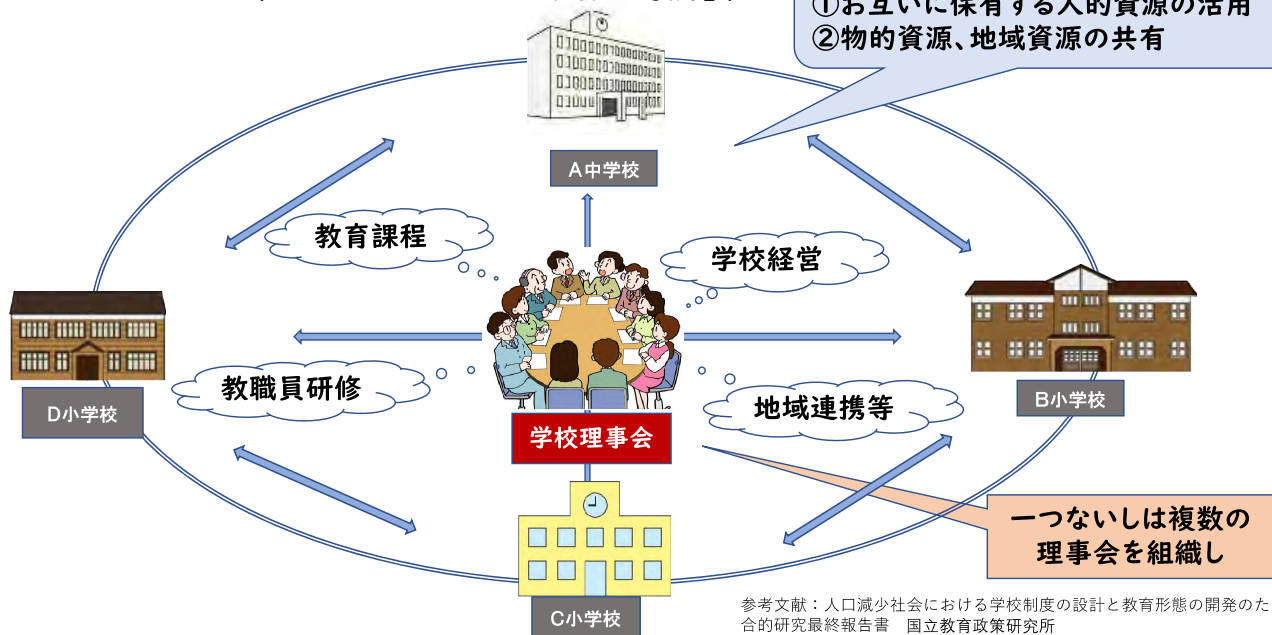 ①お互いに保有する人的資源の活用
②物的資源、地域資源の共有
A中学校
教育課程
学校経営
D小学校
教職員研修
地域連携等
B小学校
学校理事会
一つないしは複数の
理事会を組織し
C小学校
参考文献：人口減少社会における学校制度の設計と教育形態の開発のた
合的研究最終報告書　国立教育政策研究所